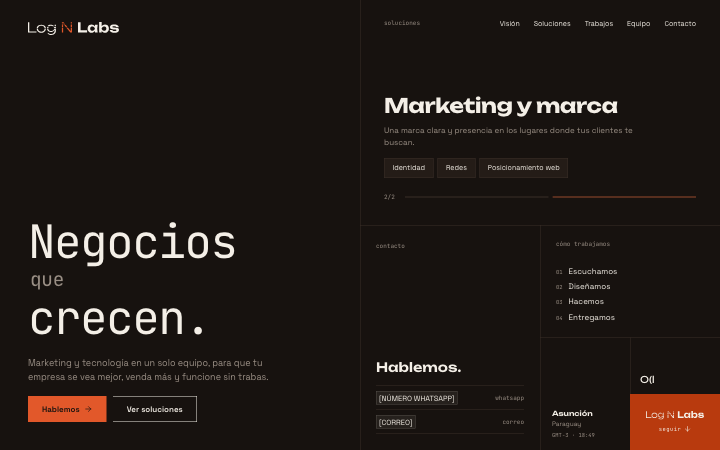 Log N Labs
soluciones
Visión Soluciones Trabajos Equipo Contacto
Marketing y marca
Una marca clara y presencia en los lugares donde tus clientes te
buscan.
Identidad Redes Posicionamiento web
2/2
Negocios
que
crecen.
Marketing y tecnología en un solo equipo, para que tu
empresa se vea mejor, venda más y funcione sin trabas.
Hablemos → Ver soluciones
contacto
Hablemos.
[NÚMERO WHATSAPP] whatsapp
[CORREO] correo
cómo trabajamos
01 Escuchamos
02 Diseñamos
03 Hacemos
04 Entregamos
Asunción
Paraguay
GMT-3 · 18:49
Log N Labs
seguir ↓